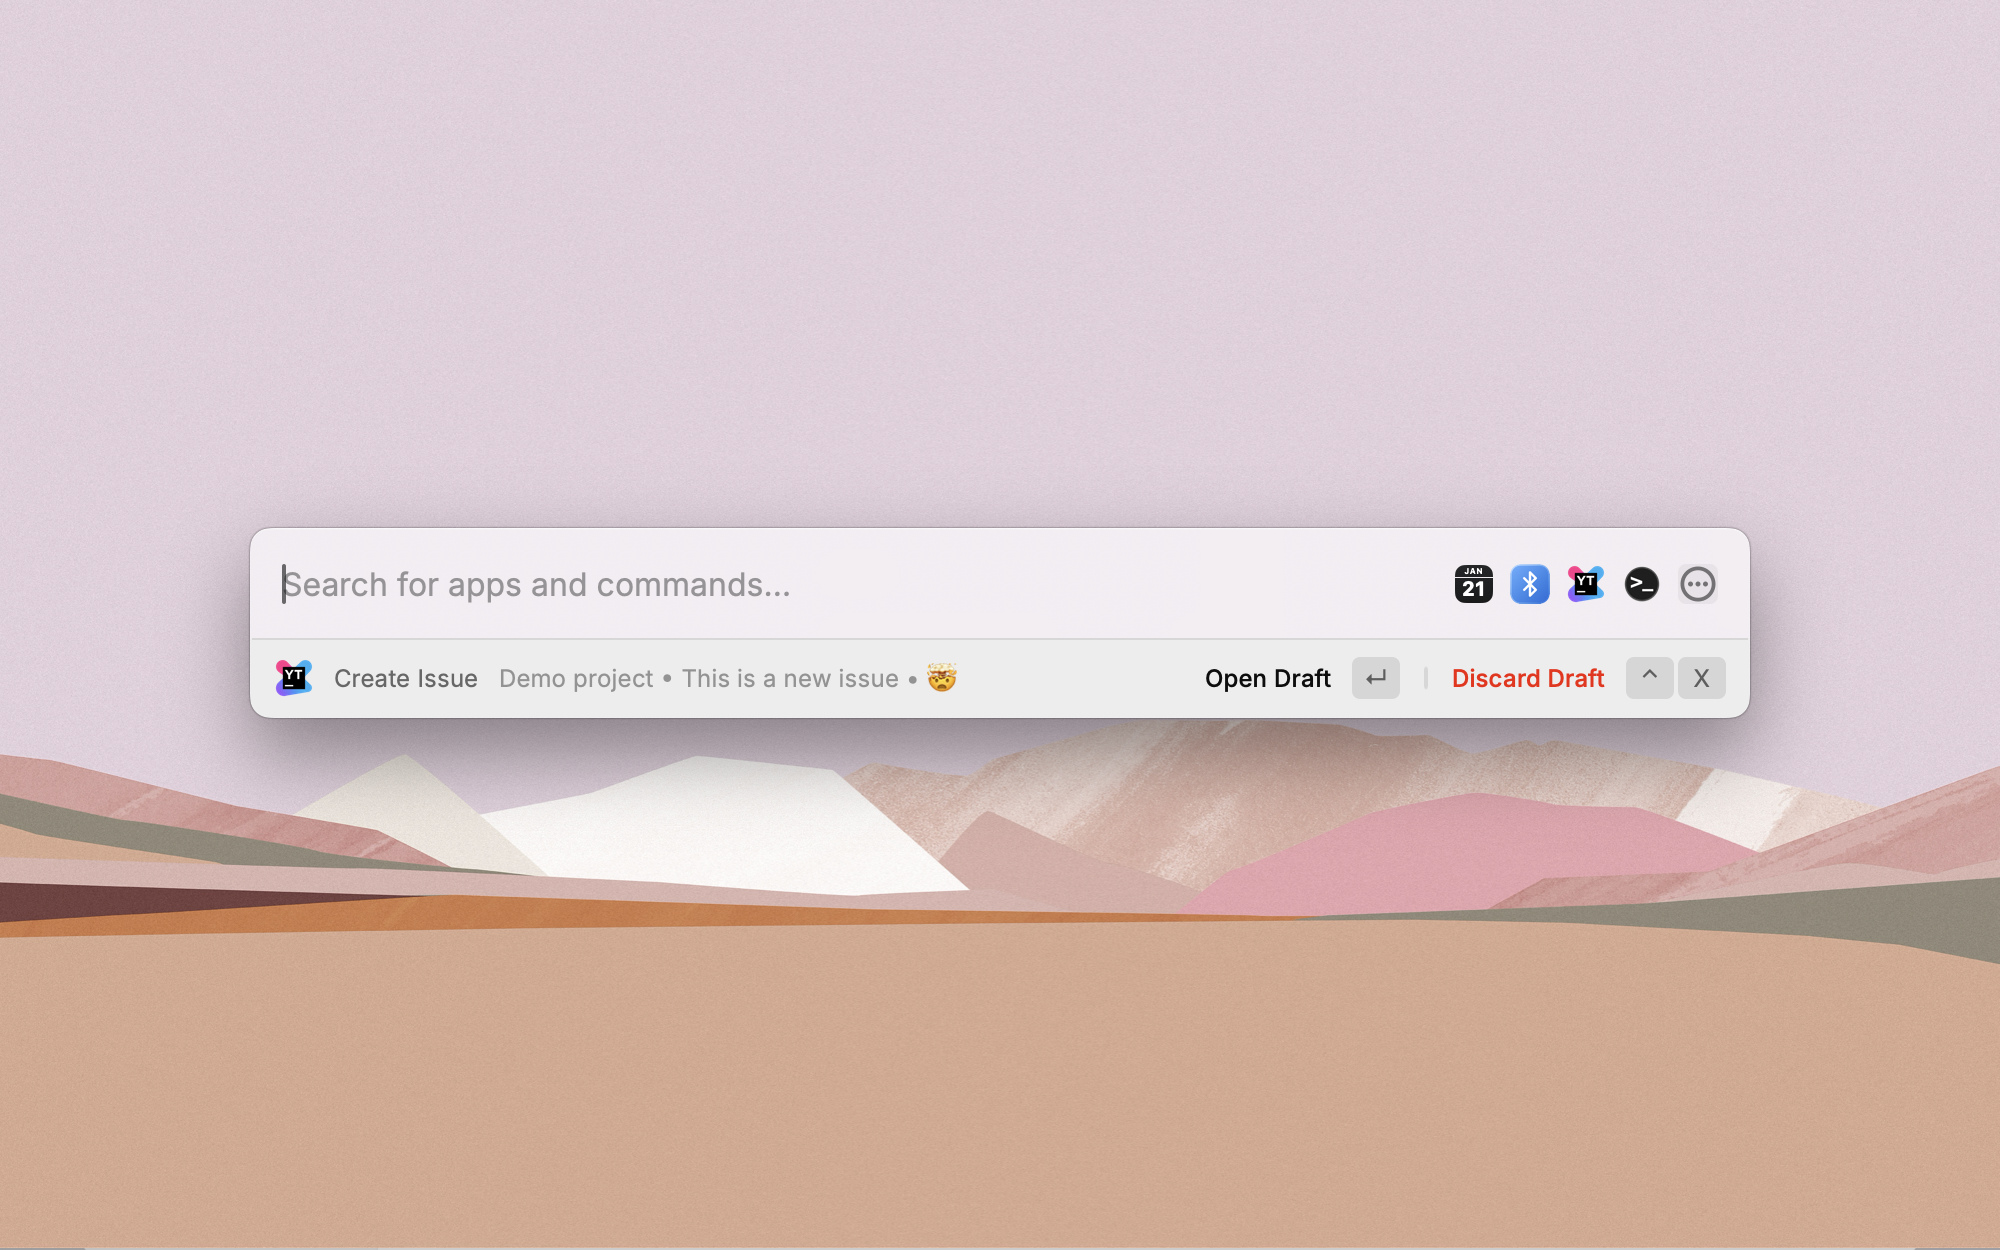 Search for apps and commands...
JAN
21
YT
>_
YT
Create Issue Demo project • This is a new issue • 🤯
Open Draft ↵ Discard Draft ^ X